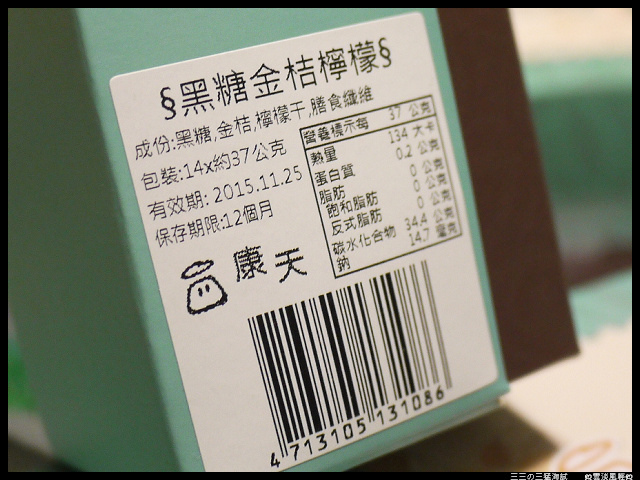 §黑糖金桔檸檬§
成份:黑糖,金桔,檸檬干,膳食纖維
包裝:14x約37公克
有效期: 2015.11.25
保存期限:12個月
康天
營養標示每 37 公克
熱量 134 大卡
蛋白質 0.2 公克
脂肪 0 公克
飽和脂肪 0 公克
反式脂肪 0 公克
碳水化合物 34.4 公克
鈉 14.7 毫克
4 713105 131086
三三の三猛海賊